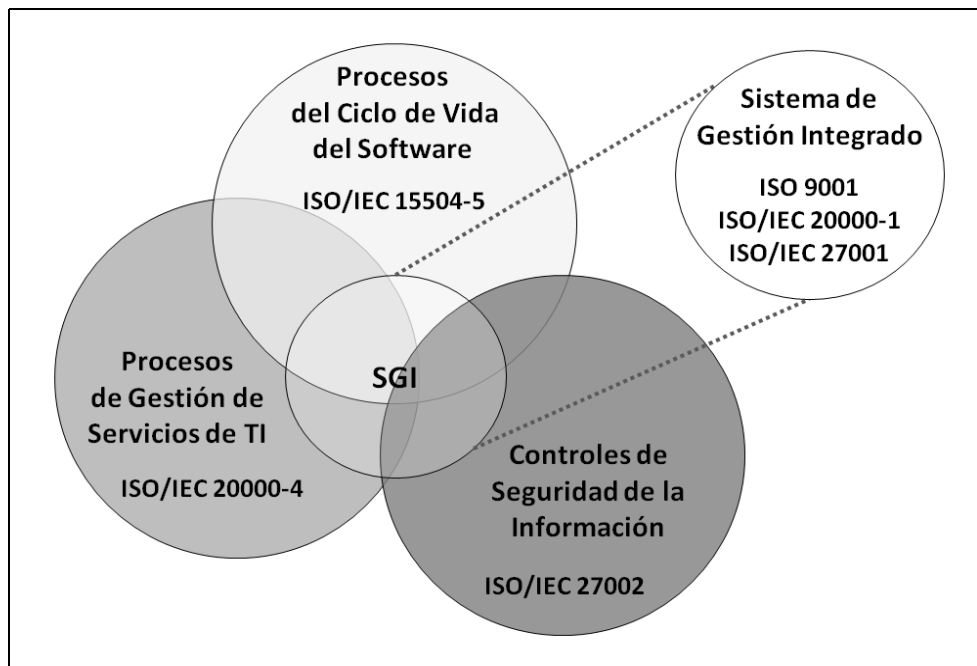 Procesos
del Ciclo de Vida
del Software
ISO/IEC 15504-5
Sistema de
Gestión Integrado
ISO 9001
ISO/IEC 20000-1
ISO/IEC 27001
Procesos
de Gestión de
Servicios de TI
ISO/IEC 20000-4
SGI
Controles de
Seguridad de la
Información
ISO/IEC 27002